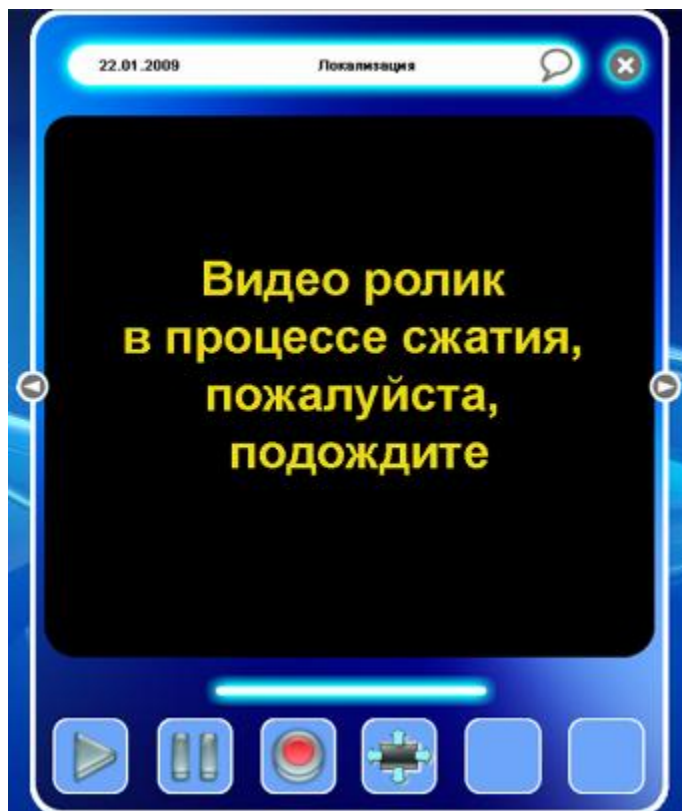 22.01.2009 Локализация
Видео ролик
в процессе сжатия,
пожалуйста,
подождите